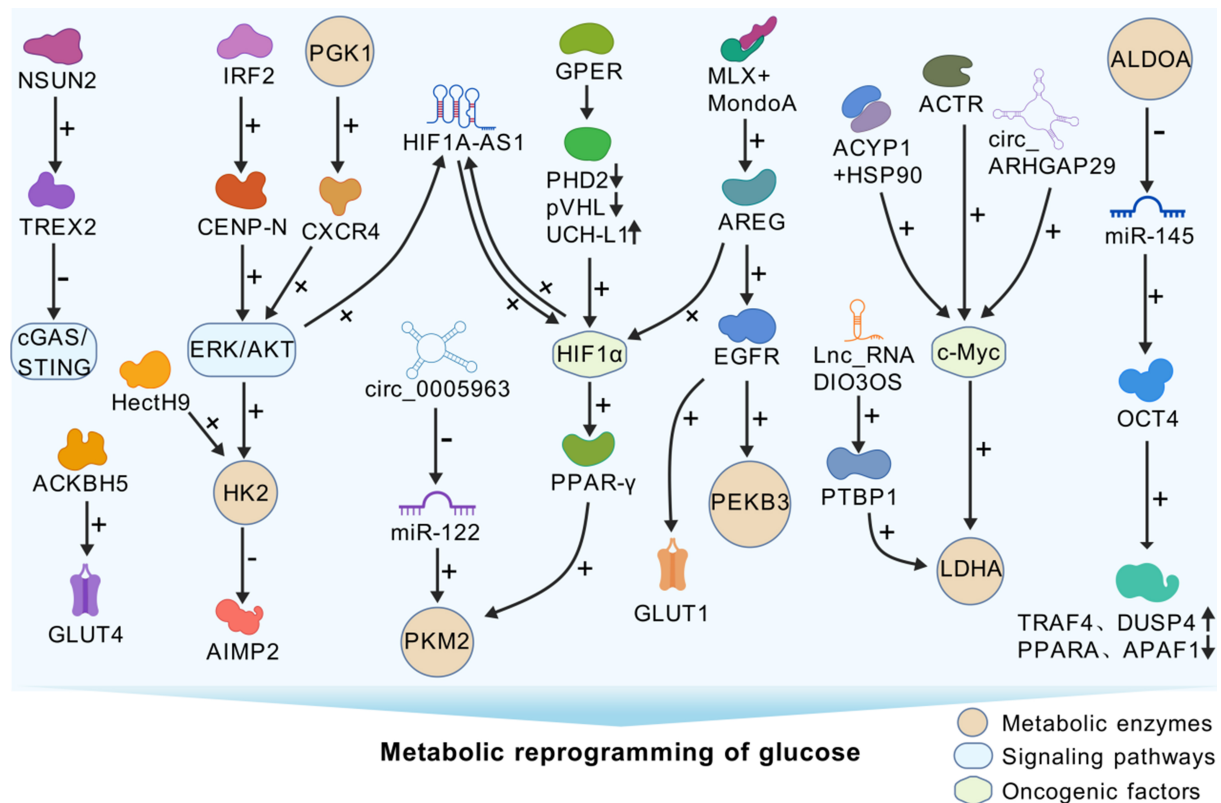 NSUN2
+
TREX2
-
cGAS/
STING
ACKBH5
+
GLUT4
IRF2
+
CENP-N
+
PGK1
+
CXCR4
+
ERK/AKT
+
HectH9
+
+
HK2
-
AIMP2
HIF1A-AS1
+
+
circ_0005963
-
miR-122
+
PKM2
GPER
PHD2
pVHL
UCH-L1
+
HIF1α
+
PPAR-γ
+
MLX+
MondoA
+
AREG
+
+
EGFR
+
+
PEKB3
GLUT1
ACYP1
+HSP90
+
ACTR
+
circ_
ARHGAP29
+
c-Myc
+
Lnc_RNA
DIO3OS
+
PTBP1
+
LDHA
ALDOA
-
miR-145
+
OCT4
+
TRAF4、DUSP4
PPARA、APAF1
Metabolic reprogramming of glucose
Metabolic enzymes
Signaling pathways
Oncogenic factors